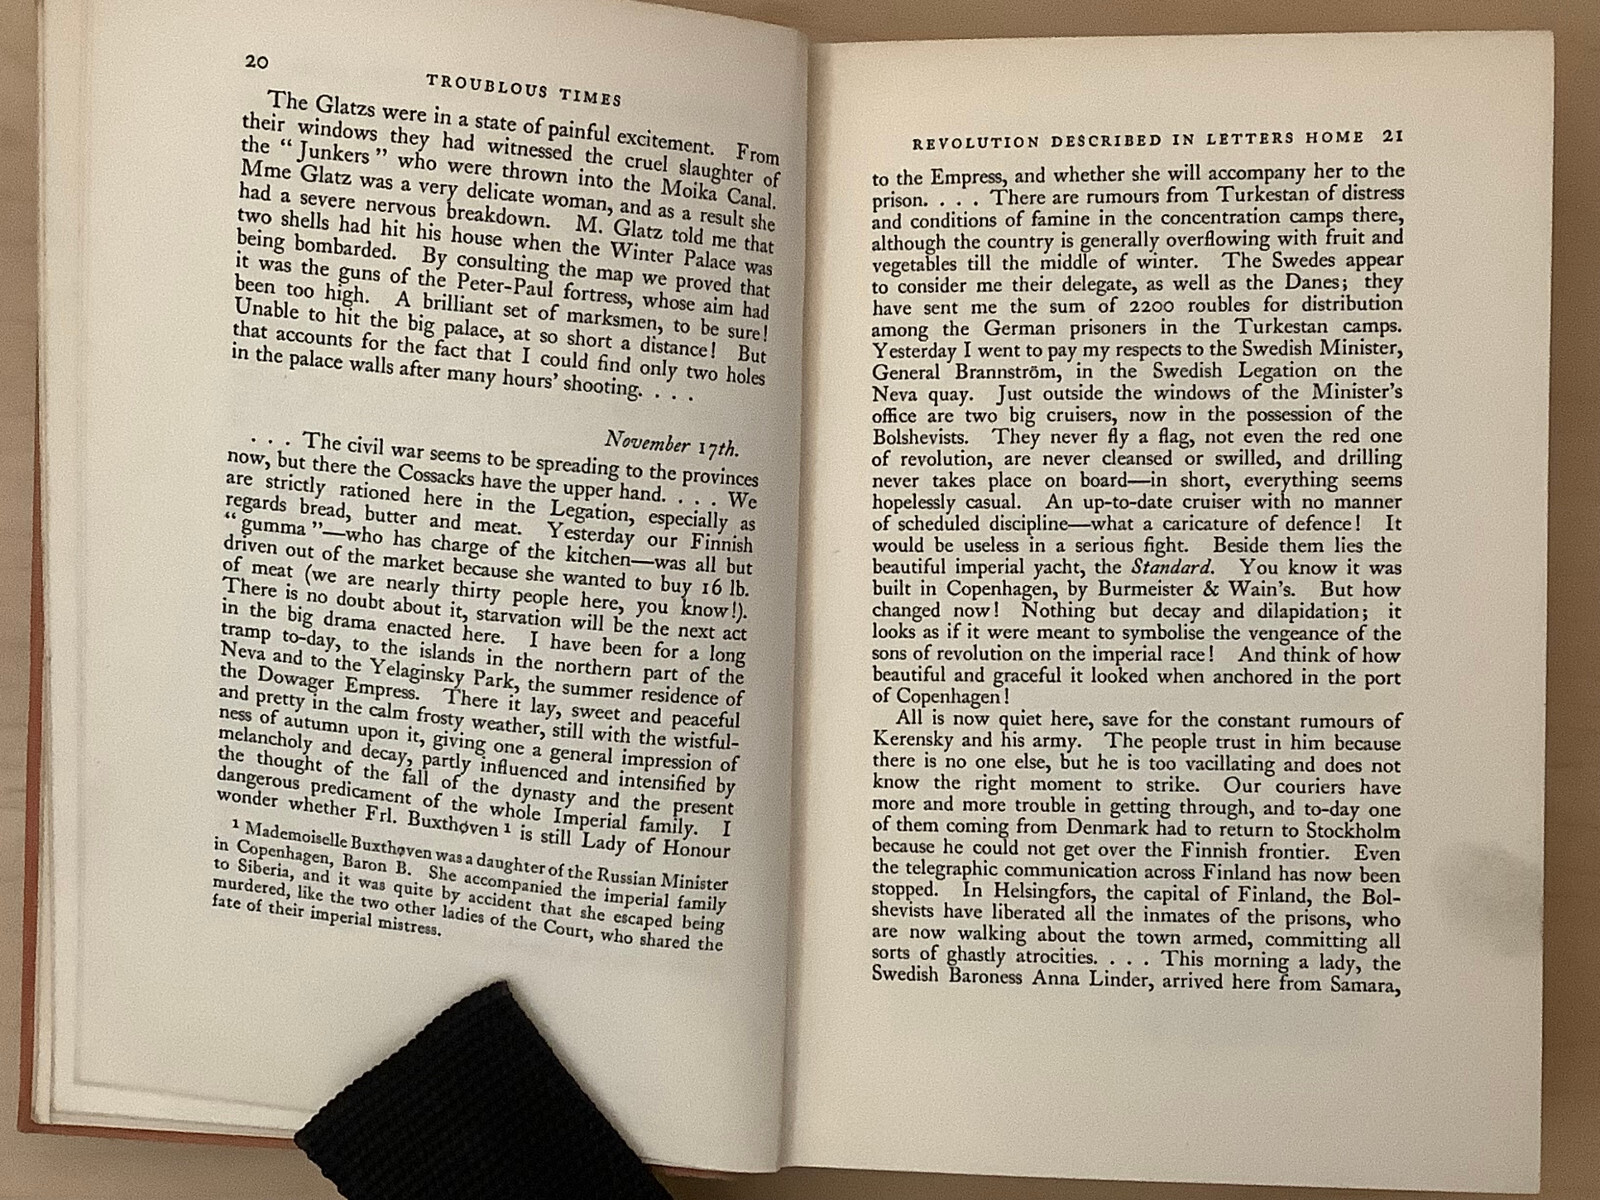 20
TROUBLOUS TIMES
The Glatzs were in a state of painful excitement. From
their windows they had witnessed the cruel slaughter of
the “Junkers” who were thrown into the Moika Canal.
Mme Glatz was a very delicate woman, and as a result she
had a severe nervous breakdown. M. Glatz told me that
two shells had hit his house when the Winter Palace was
being bombarded. By consulting the map we proved that
it was the guns of the Peter-Paul fortress, whose aim had
been too high. A brilliant set of marksmen, to be sure!
Unable to hit the big palace, at so short a distance! But
that accounts for the fact that I could find only two holes
in the palace walls after many hours’ shooting. . . .
November 17th.
. . . The civil war seems to be spreading to the provinces
now, but there the Cossacks have the upper hand. . . . We
are strictly rationed here in the Legation, especially as
regards bread, butter and meat. Yesterday our Finnish
“gumma”—who has charge of the kitchen—was all but
driven out of the market because she wanted to buy 16 lb.
of meat (we are nearly thirty people here, you know!).
There is no doubt about it, starvation will be the next act
in the big drama enacted here. I have been for a long
tramp to-day, to the islands in the northern part of the
Neva and to the Yelaginsky Park, the summer residence of
the Dowager Empress. There it lay, sweet and peaceful
and pretty in the calm frosty weather, still with the wistful-
ness of autumn upon it, giving one a general impression of
melancholy and decay, partly influenced and intensified by
the thought of the fall of the dynasty and the present
dangerous predicament of the whole Imperial family. I
wonder whether Frl. Buxthøven ¹ is still Lady of Honour
¹ Mademoiselle Buxthøven was a daughter of the Russian Minister
in Copenhagen, Baron B. She accompanied the imperial family
to Siberia, and it was quite by accident that she escaped being
murdered, like the two other ladies of the Court, who shared the
fate of their imperial mistress.
REVOLUTION DESCRIBED IN LETTERS HOME 21
to the Empress, and whether she will accompany her to the
prison. . . . There are rumours from Turkestan of distress
and conditions of famine in the concentration camps there,
although the country is generally overflowing with fruit and
vegetables till the middle of winter. The Swedes appear
to consider me their delegate, as well as the Danes; they
have sent me the sum of 2200 roubles for distribution
among the German prisoners in the Turkestan camps.
Yesterday I went to pay my respects to the Swedish Minister,
General Brannström, in the Swedish Legation on the
Neva quay. Just outside the windows of the Minister’s
office are two big cruisers, now in the possession of the
Bolshevists. They never fly a flag, not even the red one
of revolution, are never cleansed or swilled, and drilling
never takes place on board—in short, everything seems
hopelessly casual. An up-to-date cruiser with no manner
of scheduled discipline—what a caricature of defence! It
would be useless in a serious fight. Beside them lies the
beautiful imperial yacht, the Standard. You know it was
built in Copenhagen, by Burmeister & Wain’s. But how
changed now! Nothing but decay and dilapidation; it
looks as if it were meant to symbolise the vengeance of the
sons of revolution on the imperial race! And think of how
beautiful and graceful it looked when anchored in the port
of Copenhagen!
All is now quiet here, save for the constant rumours of
Kerensky and his army. The people trust in him because
there is no one else, but he is too vacillating and does not
know the right moment to strike. Our couriers have
more and more trouble in getting through, and to-day one
of them coming from Denmark had to return to Stockholm
because he could not get over the Finnish frontier. Even
the telegraphic communication across Finland has now been
stopped. In Helsingfors, the capital of Finland, the Bol-
shevists have liberated all the inmates of the prisons, who
are now walking about the town armed, committing all
sorts of ghastly atrocities. . . . This morning a lady, the
Swedish Baroness Anna Linder, arrived here from Samara,